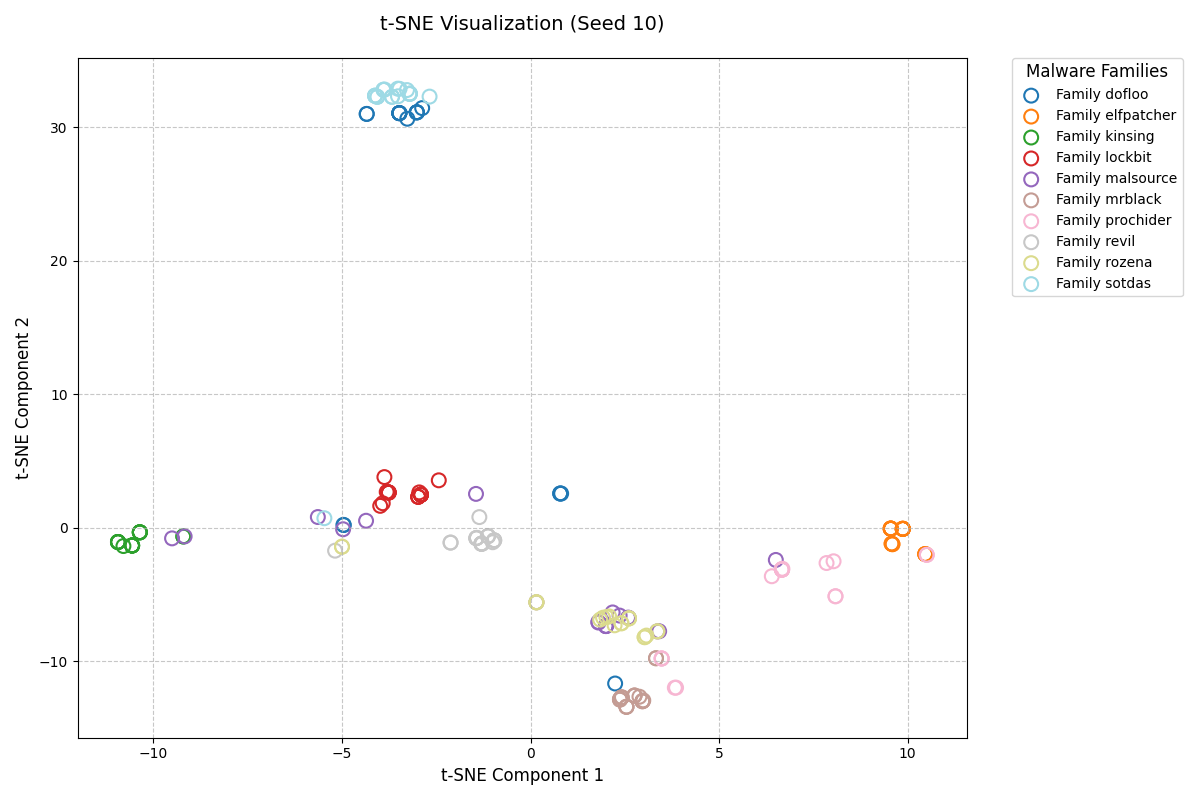 t-SNE Visualization (Seed 10)
t-SNE Component 2
30
20
10
0
−10
−10
−5
0
5
10
t-SNE Component 1
Malware Families
Family dofloo
Family elfpatcher
Family kinsing
Family lockbit
Family malsource
Family mrblack
Family prochider
Family revil
Family rozena
Family sotdas